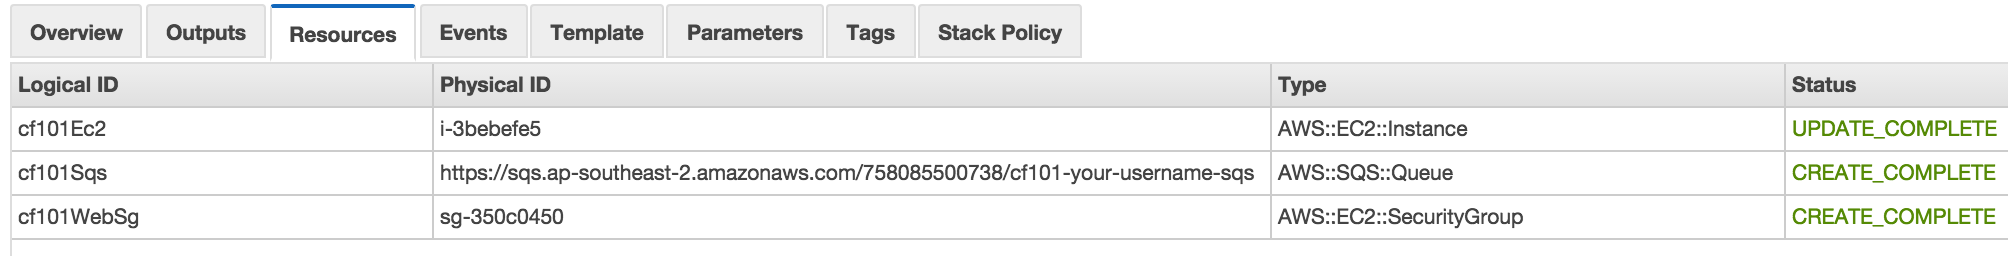 Overview Outputs Resources Events Template Parameters Tags Stack Policy
Logical ID Physical ID Type Status
cf101Ec2 i-3bebefe5 AWS::EC2::Instance UPDATE_COMPLETE
cf101Sqs https://sqs.ap-southeast-2.amazonaws.com/758085500738/cf101-your-username-sqs AWS::SQS::Queue CREATE_COMPLETE
cf101WebSg sg-350c0450 AWS::EC2::SecurityGroup CREATE_COMPLETE